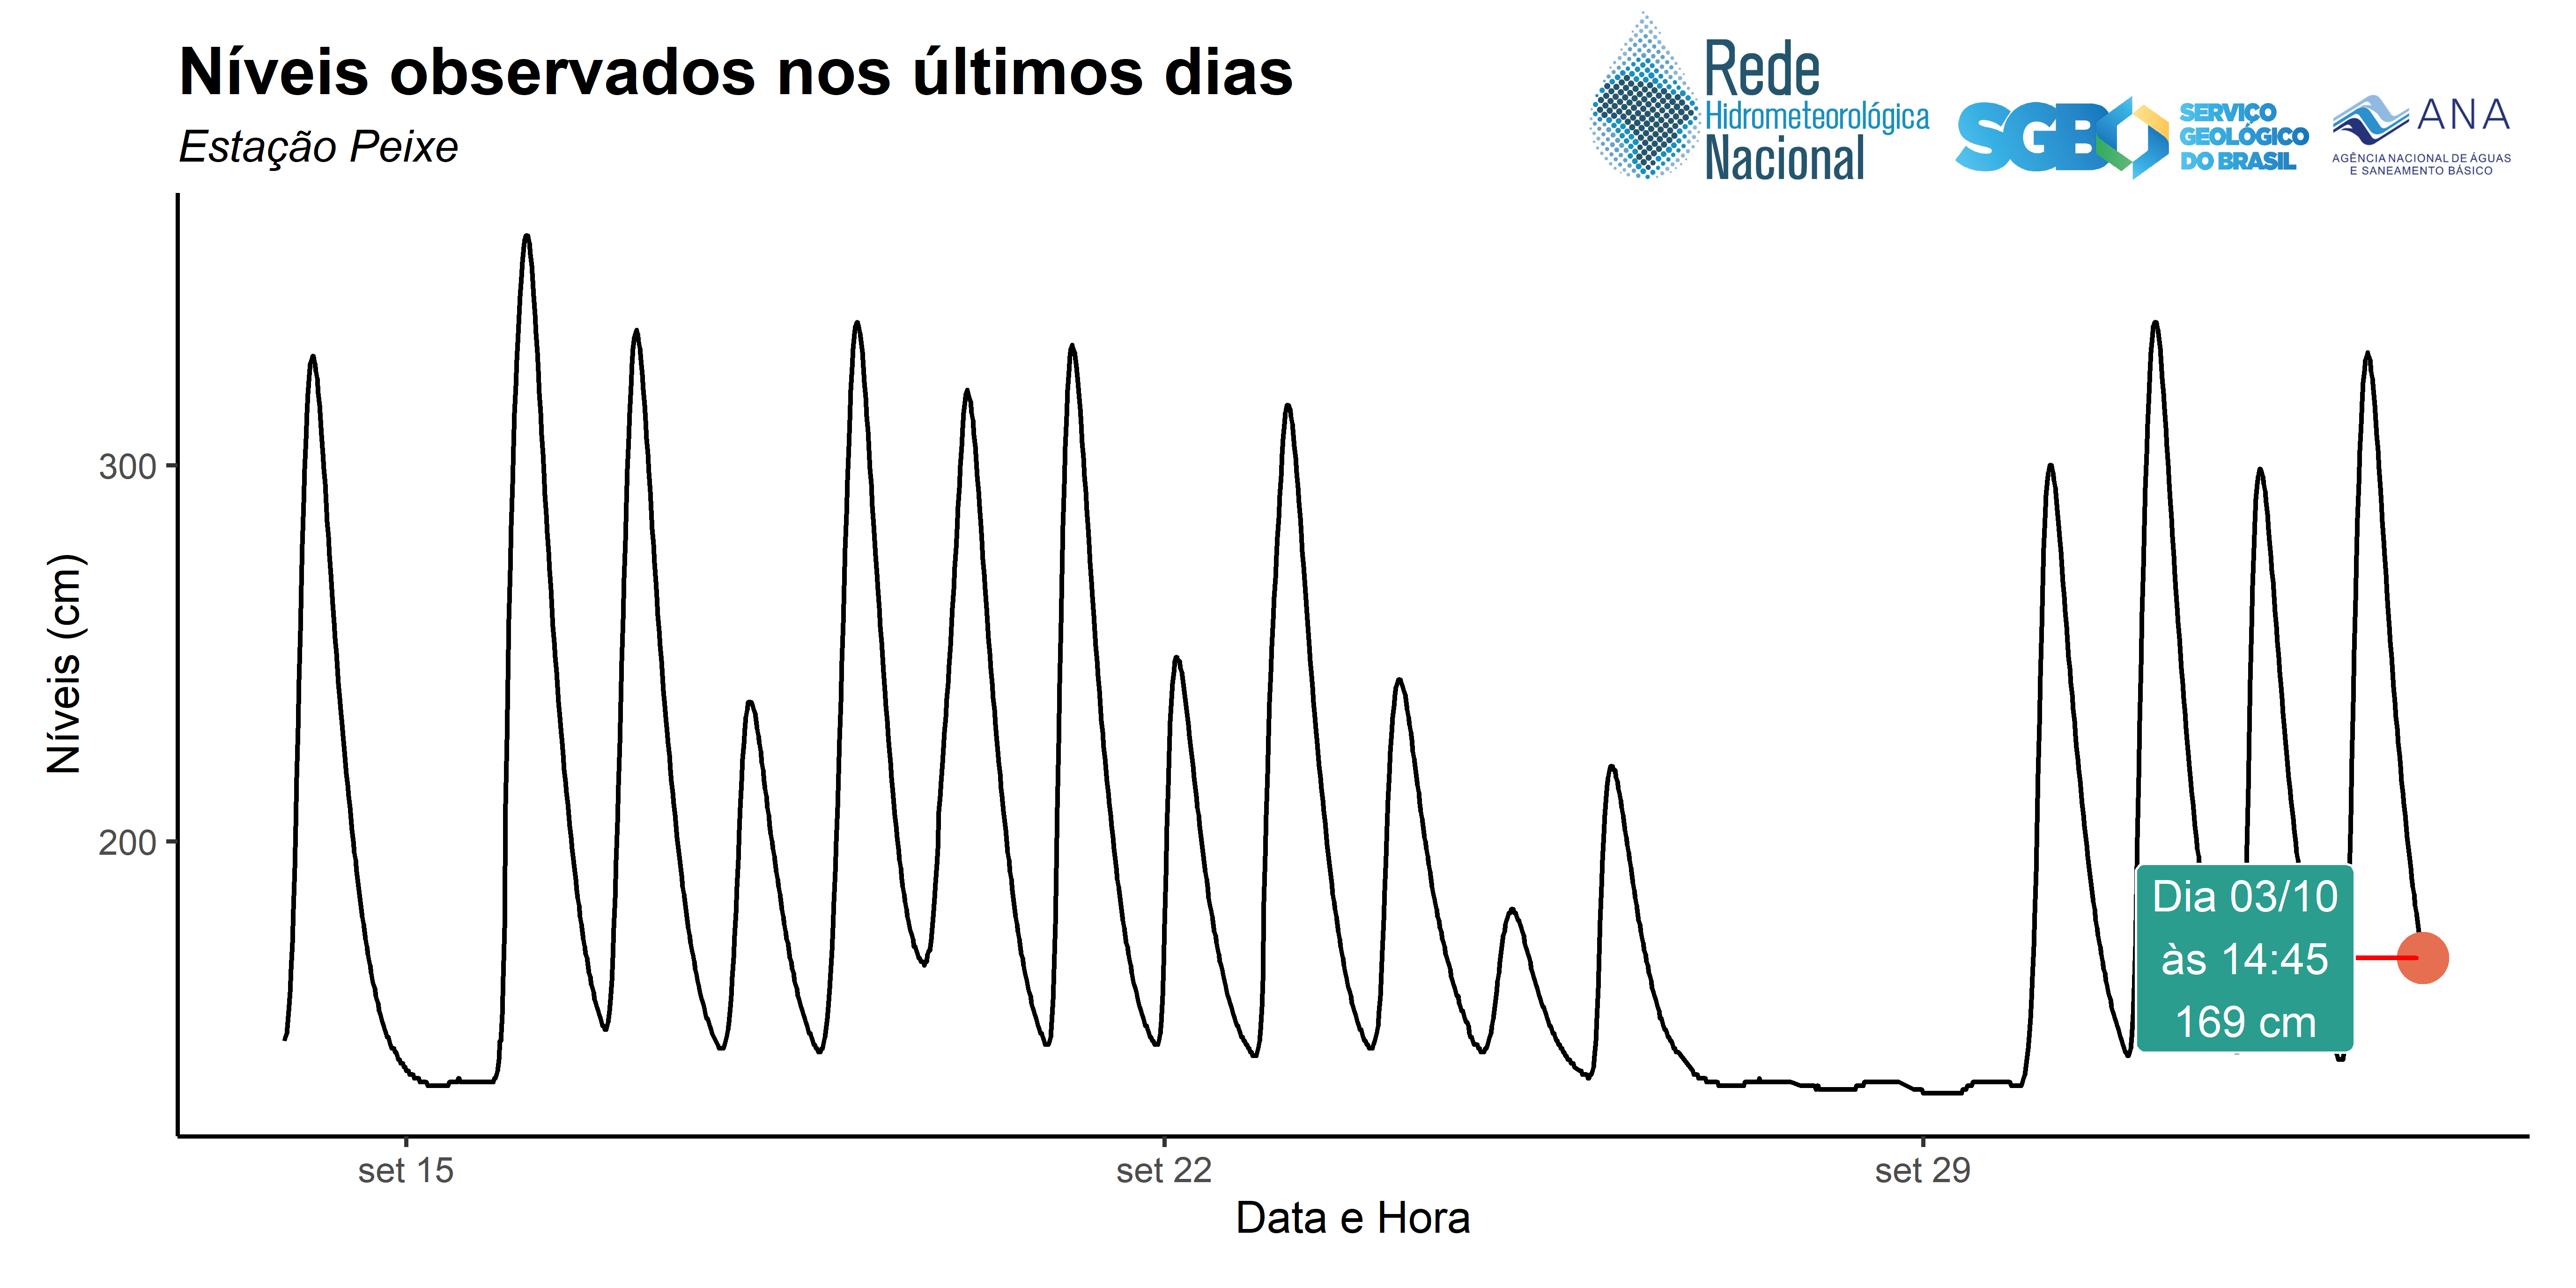 Níveis observados nos últimos dias
Estação Peixe
Rede
Hidrometeorológica
Nacional
SGB
SERVIÇO
GEOLÓGICO
DO BRASIL
ANA
AGÊNCIA NACIONAL DE ÁGUAS
E SANEAMENTO BÁSICO
Níveis (cm)
300
200
Dia 03/10
às 14:45
169 cm
set 15
set 22
set 29
Data e Hora